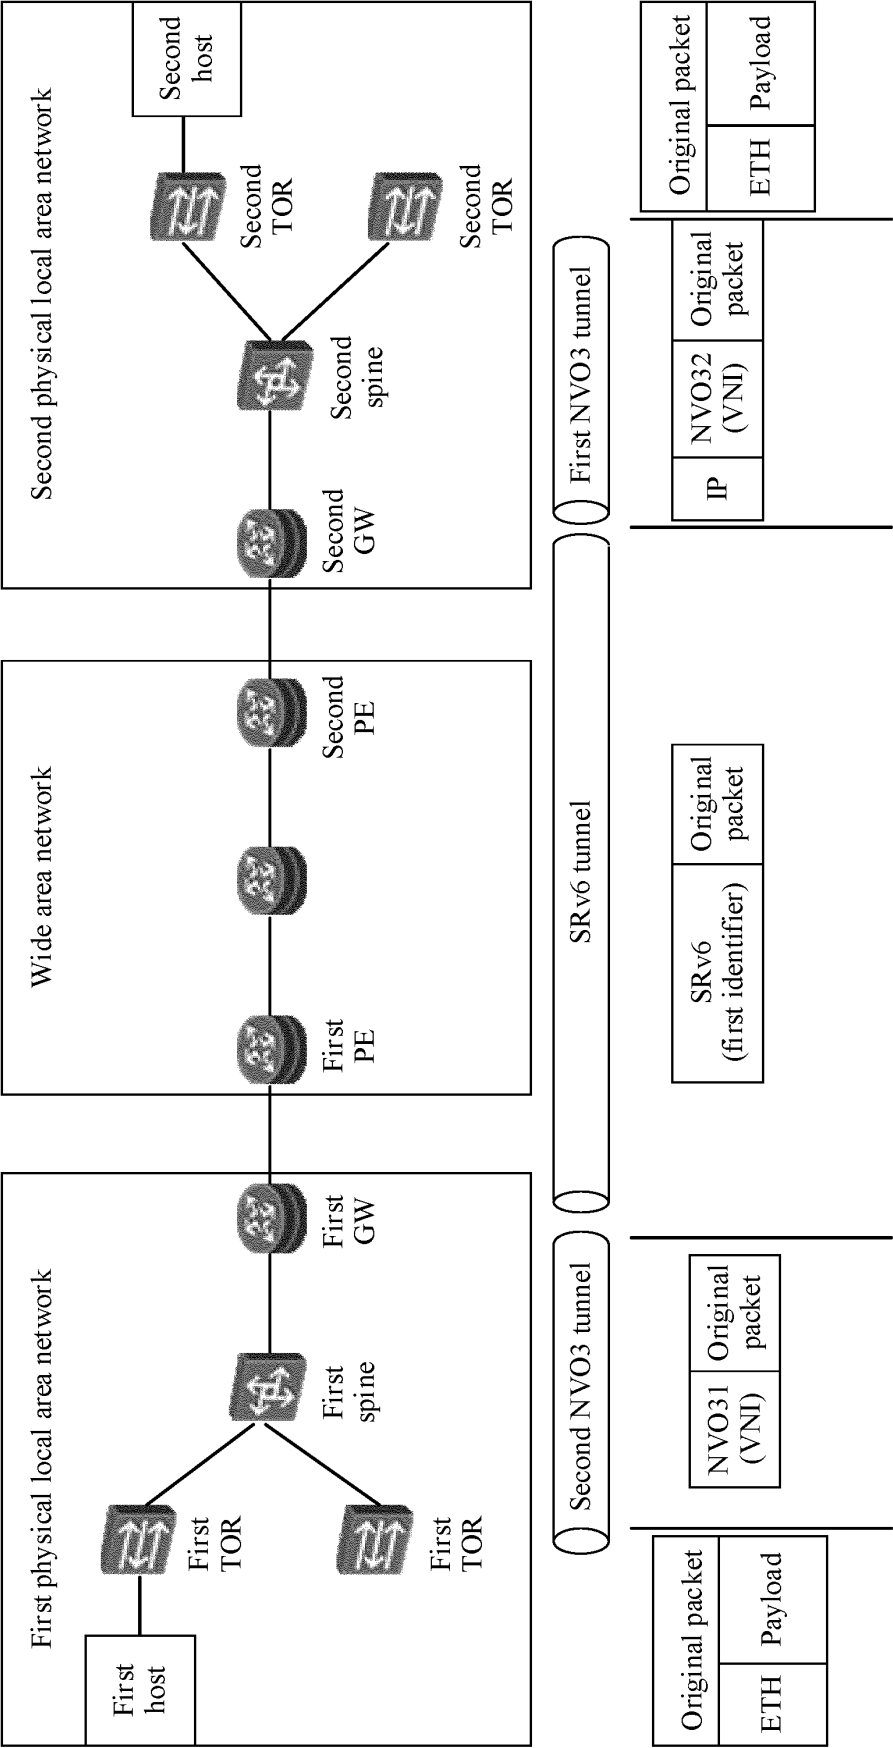 First physical local area network
Wide area network
Second physical local area network
First
host
First
TOR
First
TOR
First
spine
First
GW
First
PE
Second
PE
Second
GW
Second
spine
Second
TOR
Second
TOR
Second
host
Second NVO3 tunnel
SRv6 tunnel
First NVO3 tunnel
Original packet
ETH
Payload
NVO31
(VNI)
Original
packet
SRv6
(first identifier)
Original
packet
IP
NVO32
(VNI)
Original
packet
Original packet
ETH
Payload